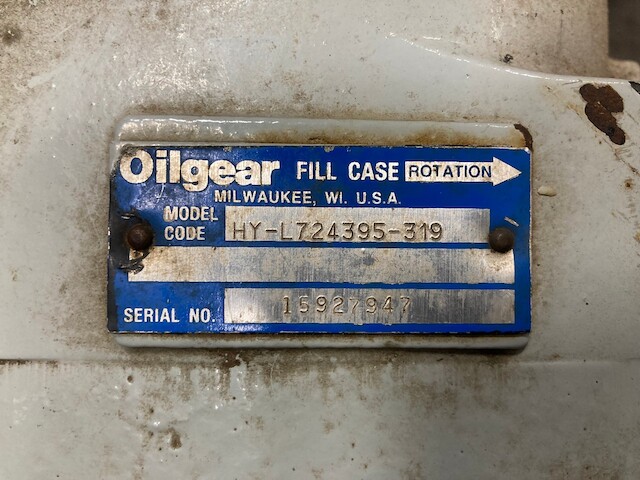 Oilgear FILL CASE ROTATION
MILWAUKEE, WI. U.S.A.
MODEL
CODE HY-L724395-319
SERIAL NO. 15927947